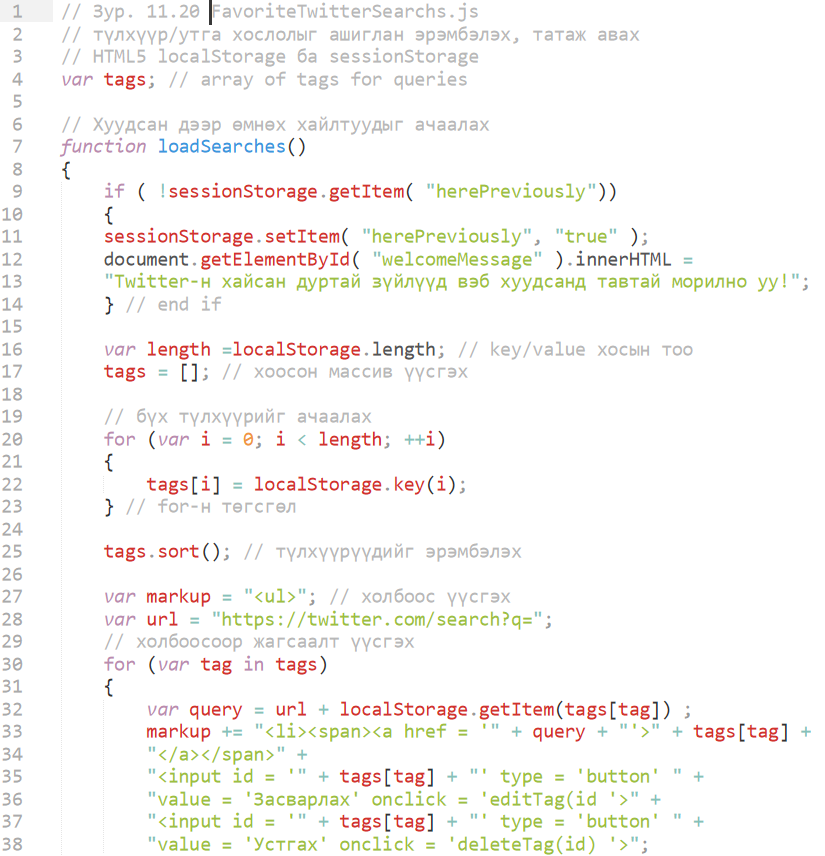 1 // Зур. 11.20 FavoriteTwitterSearchs.js
2 // түлхүүр/утга хослолыг ашиглан эрэмбэлэх, татаж авах
3 // HTML5 localStorage ба sessionStorage
4 var tags; // array of tags for queries
5
6 // Хуудсан дээр өмнөх хайлтуудыг ачаалах
7 function loadSearches()
8 {
9 if ( !sessionStorage.getItem( "herePreviously"))
10 {
11 sessionStorage.setItem( "herePreviously", "true" );
12 document.getElementById( "welcomeMessage" ).innerHTML =
13 "Twitter-н хайсан дуртай зүйлүүд вэб хуудсанд тавтай морилно уу!";
14 } // end if
15
16 var length =localStorage.length; // key/value хосын тоо
17 tags = []; // хоосон массив үүсгэх
18
19 // бүх түлхүүрийг ачаалах
20 for (var i = 0; i < length; ++i)
21 {
22 tags[i] = localStorage.key(i);
23 } // for-н төгсгөл
24
25 tags.sort(); // түлхүүрүүдийг эрэмбэлэх
26
27 var markup = "<ul>"; // холбоос үүсгэх
28 var url = "https://twitter.com/search?q=";
29 // холбоосоор жагсаалт үүсгэх
30 for (var tag in tags)
31 {
32 var query = url + localStorage.getItem(tags[tag]) ;
33 markup += "<li><span><a href = '" + query + "'>" + tags[tag] +
34 "</a></span>" +
35 "<input id = '" + tags[tag] + "' type = 'button' " +
36 "value = 'Засварлах' onclick = 'editTag(id '>" +
37 "<input id = '" + tags[tag] + "' type = 'button' " +
38 "value = 'Устгах' onclick = 'deleteTag(id) '>";